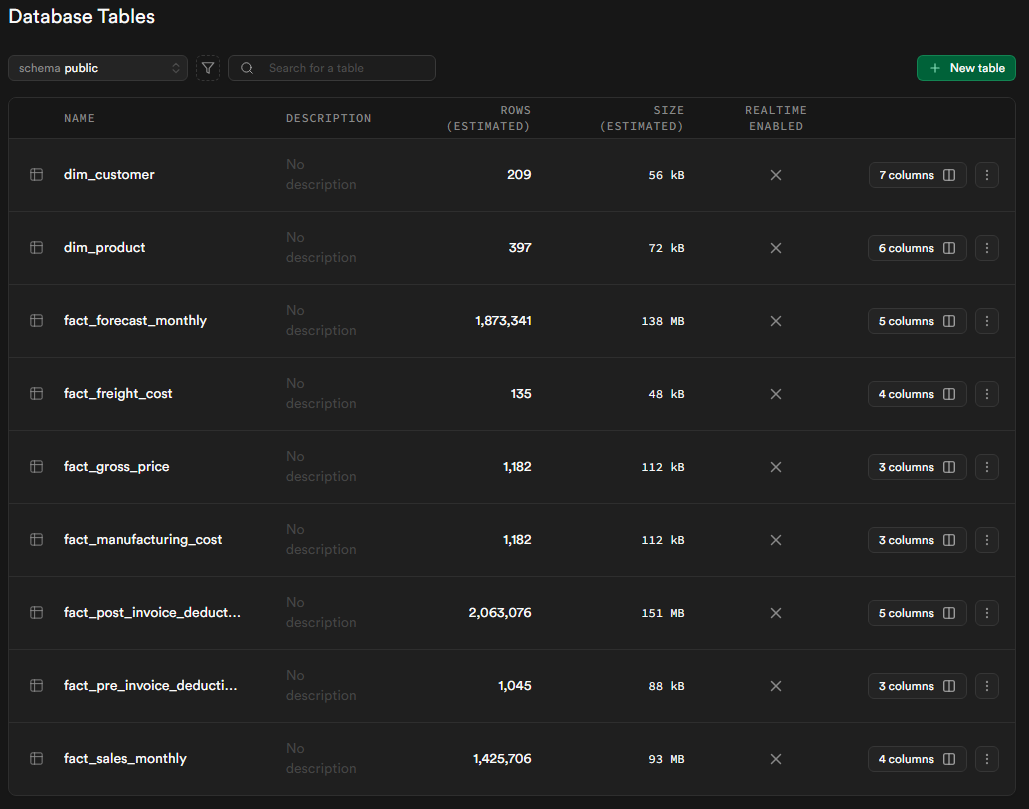 Database Tables
schema public
Search for a table
New table
NAME DESCRIPTION ROWS (ESTIMATED) SIZE (ESTIMATED) REALTIME ENABLED
dim_customer No description 209 56 kB 7 columns
dim_product No description 397 72 kB 6 columns
fact_forecast_monthly No description 1,873,341 138 MB 5 columns
fact_freight_cost No description 135 48 kB 4 columns
fact_gross_price No description 1,182 112 kB 3 columns
fact_manufacturing_cost No description 1,182 112 kB 3 columns
fact_post_invoice_deduct... No description 2,063,076 151 MB 5 columns
fact_pre_invoice_deducti... No description 1,045 88 kB 3 columns
fact_sales_monthly No description 1,425,706 93 MB 4 columns